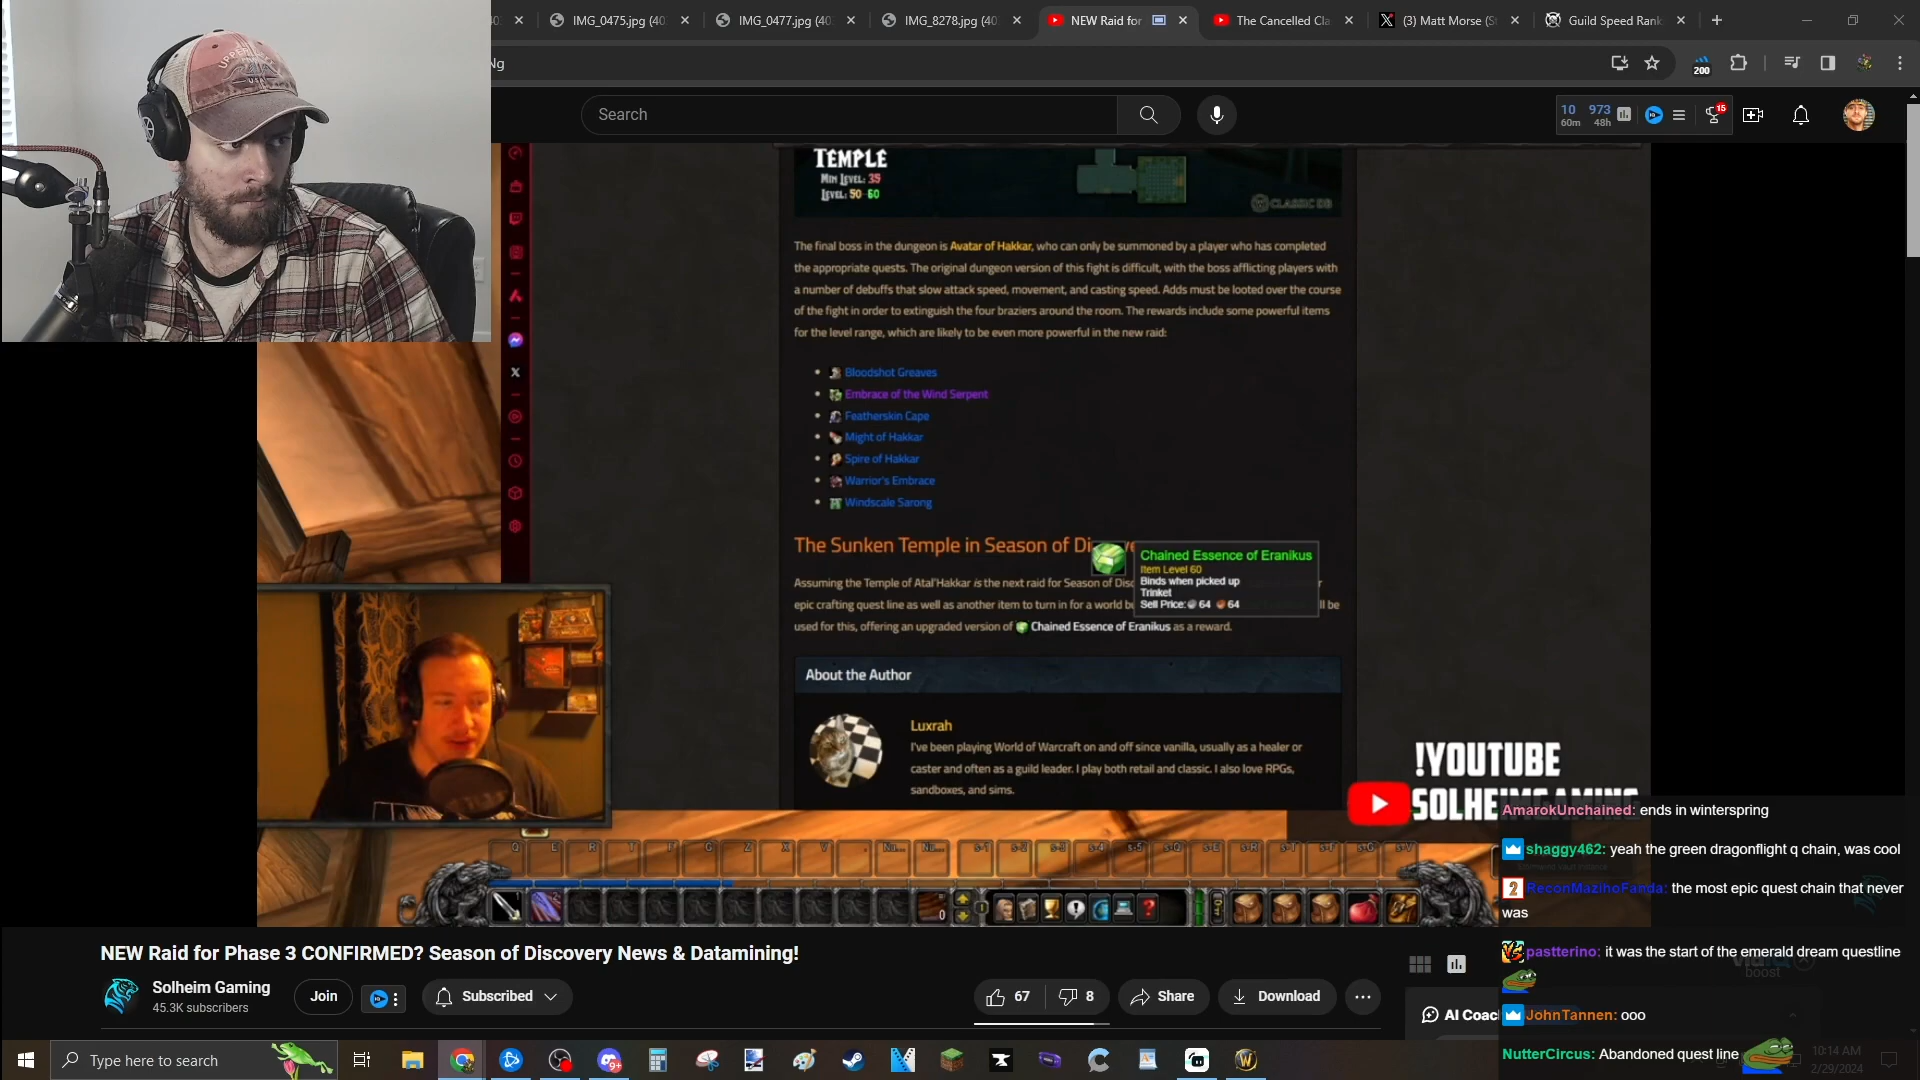 IMG_0475.jpg (40
IMG_0477.jpg (40
IMG_8278.jpg (40
NEW Raid for
The Cancelled Cla
(3) Matt Morse (S
Guild Speed Rank
Ng
200
Search
10
60m
973
48h
15
TEMPLE
MIN LEVEL: 35
LEVEL: 50-60
CLASSIC DB
The final boss in the dungeon is Avatar of Hakkar, who can only be summoned by a player who has completed
the appropriate quests. The original dungeon version of this fight is difficult, with the boss afflicting players with
a number of debuffs that slow attack speed, movement, and casting speed. Adds must be looted over the course
of the fight in order to extinguish the four braziers around the room. The rewards include some powerful items
for the level range, which are likely to be even more powerful in the new raid:
Bloodshot Greaves
Embrace of the Wind Serpent
Featherskin Cape
Might of Hakkar
Spire of Hakkar
Warrior's Embrace
Windscale Sarong
The Sunken Temple in Season of
Chained Essence of Eranikus
Item Level 60
Binds when picked up
Trinket
Sell Price: 64 64
Assuming the Temple of Atal'Hakkar is the next raid for Season of
epic crafting quest line as well as another item to turn in for a world
used for this, offering an upgraded version of Chained Essence of Eranikus as a reward.
About the Author
Luxrah
I've been playing World of Warcraft on and off since vanilla, usually as a healer or
caster and often as a guild leader. I play both retail and classic. I also love RPGs,
sandboxes, and sims.
!YOUTUBE
SOLHEIMGAMING
AmarokUnchained: ends in winterspring
shaggy462: yeah the green dragonflight q chain, was cool
ReconMazihoFanda: the most epic quest chain that never
was
pastterino: it was the start of the emerald dream questline
JohnTannen: ooo
NutterCircus: Abandoned quest line
NEW Raid for Phase 3 CONFIRMED? Season of Discovery News & Datamining!
Solheim Gaming
45.3K subscribers
Join
Subscribed
67
8
Share
Download
boost
AI Coac
Type here to search
10:14 AM
2/29/2024